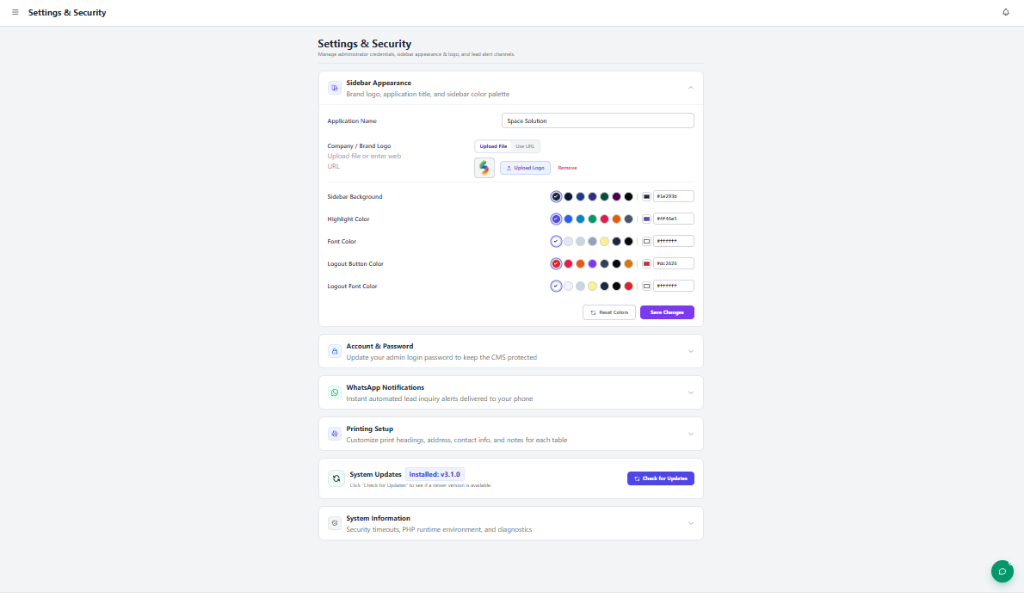 Settings & Security
Settings & Security
Manage administrator credentials, sidebar appearance & logo, and lead alert channels.
Sidebar Appearance
Brand logo, application title, and sidebar color palette
Application Name
Space Solution
Company / Brand Logo
Upload file or enter web
URL
Upload File
Use URL
Upload Logo
Remove
Sidebar Background
#1e293b
Highlight Color
#4f46e5
Font Color
#ffffff
Logout Button Color
#dc2626
Logout Font Color
#ffffff
Reset Colors
Save Changes
Account & Password
Update your admin login password to keep the CMS protected
WhatsApp Notifications
Instant automated lead inquiry alerts delivered to your phone
Printing Setup
Customize print headings, address, contact info, and notes for each table
System Updates
Installed: v3.1.0
Click "Check for Updates" to see if a newer version is available.
Check for Updates
System Information
Security timeouts, PHP runtime environment, and diagnostics